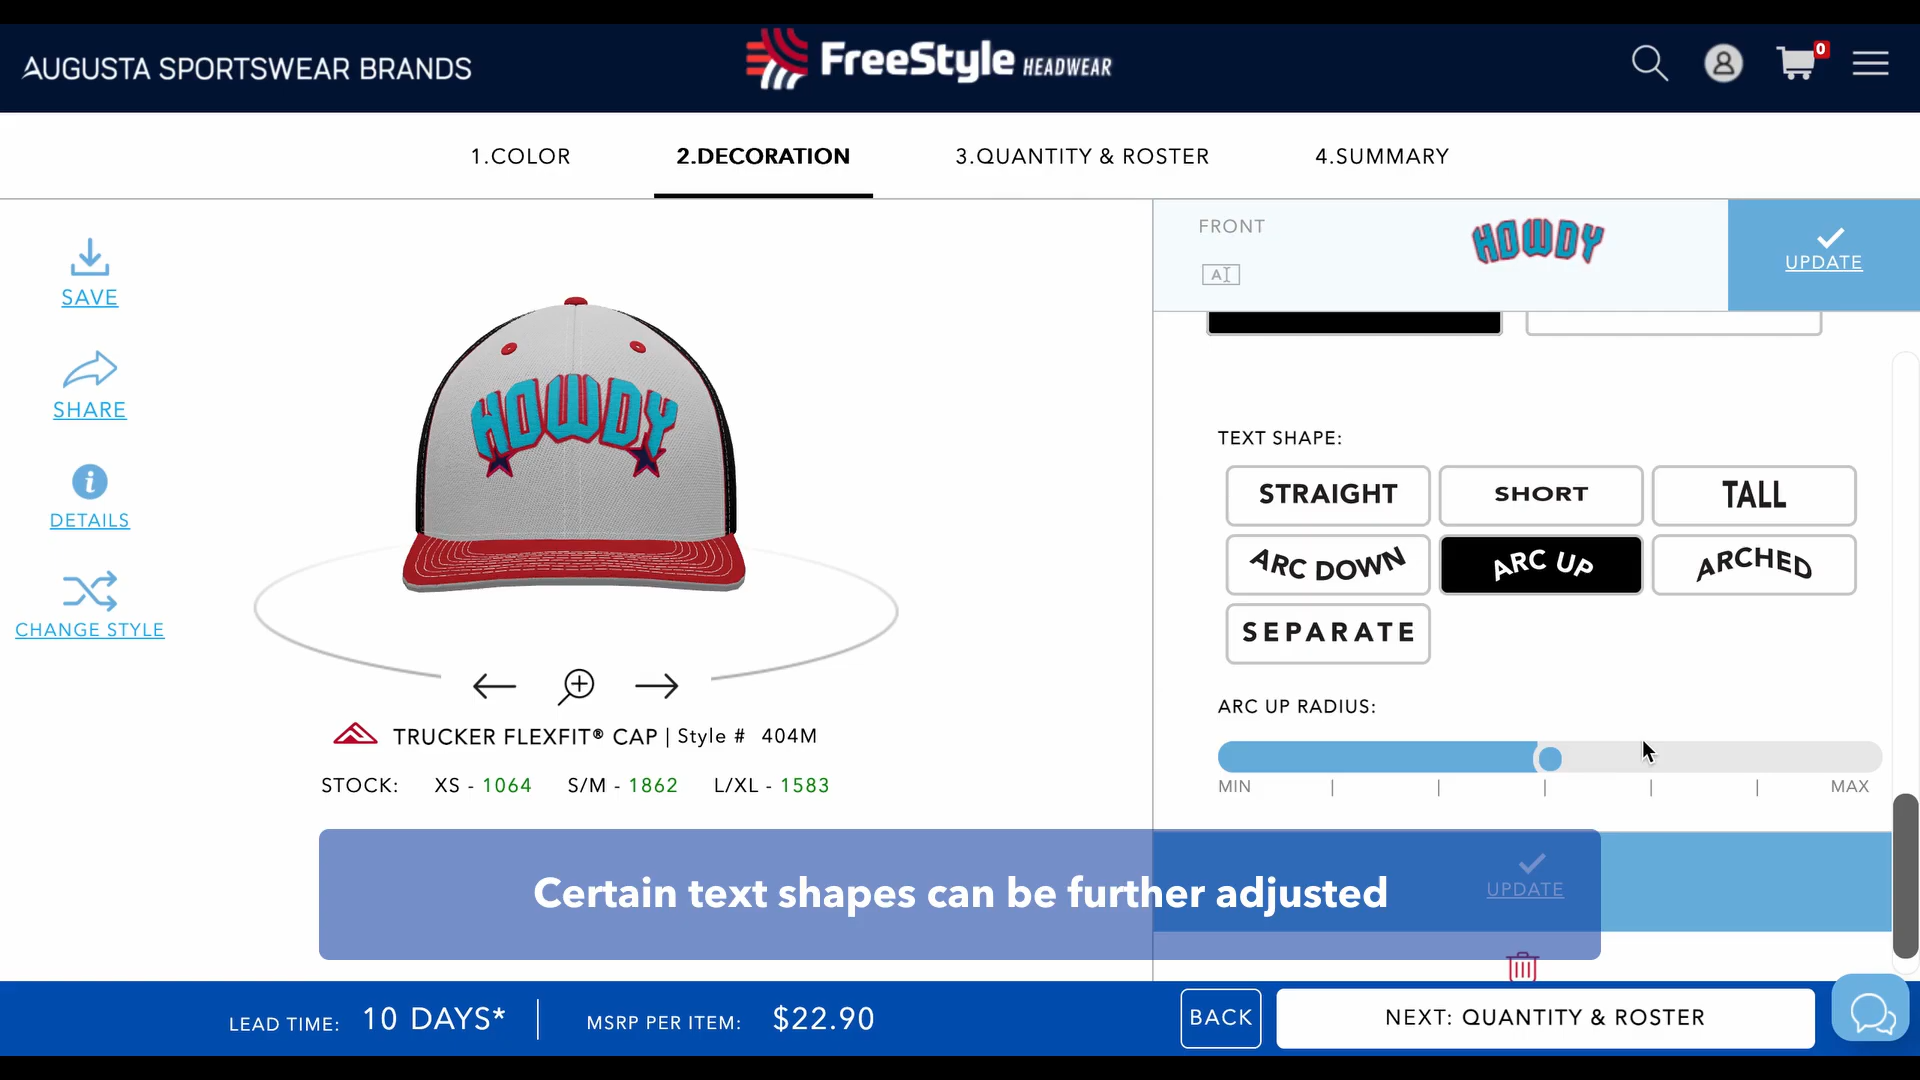 AUGUSTA SPORTSWEAR BRANDS
FreeStyle HEADWEAR
0
1.COLOR
2.DECORATION
3.QUANTITY & ROSTER
4.SUMMARY
SAVE
SHARE
DETAILS
CHANGE STYLE
HOWDY
TRUCKER FLEXFIT® CAP | Style # 404M
STOCK: XS - 1064 S/M - 1862 L/XL - 1583
FRONT
AI
HOWDY
UPDATE
TEXT SHAPE:
STRAIGHT
SHORT
TALL
ARC DOWN
ARC UP
ARCHED
SEPARATE
ARC UP RADIUS:
MIN
MAX
UPDATE
Certain text shapes can be further adjusted
LEAD TIME: 10 DAYS*
MSRP PER ITEM: $22.90
BACK
NEXT: QUANTITY & ROSTER